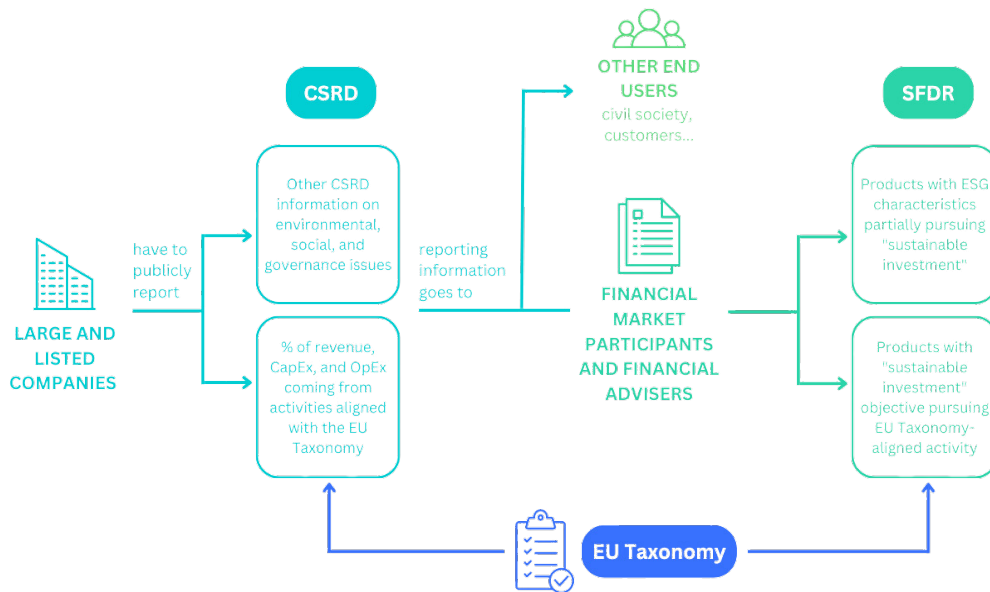 LARGE AND
LISTED
COMPANIES
have to
publicly
report
CSRD
Other CSRD
information on
environmental,
social, and
governance issues
% of revenue,
CapEx, and OpEx
coming from
activities aligned
with the EU
Taxonomy
reporting
information
goes to
OTHER END
USERS
civil society,
customers...
FINANCIAL
MARKET
PARTICIPANTS
AND FINANCIAL
ADVISERS
SFDR
Products with ESG
characteristics
partially pursuing
"sustainable
investment"
Products with
"sustainable
investment"
objective pursuing
EU Taxonomy-
aligned activity
EU Taxonomy